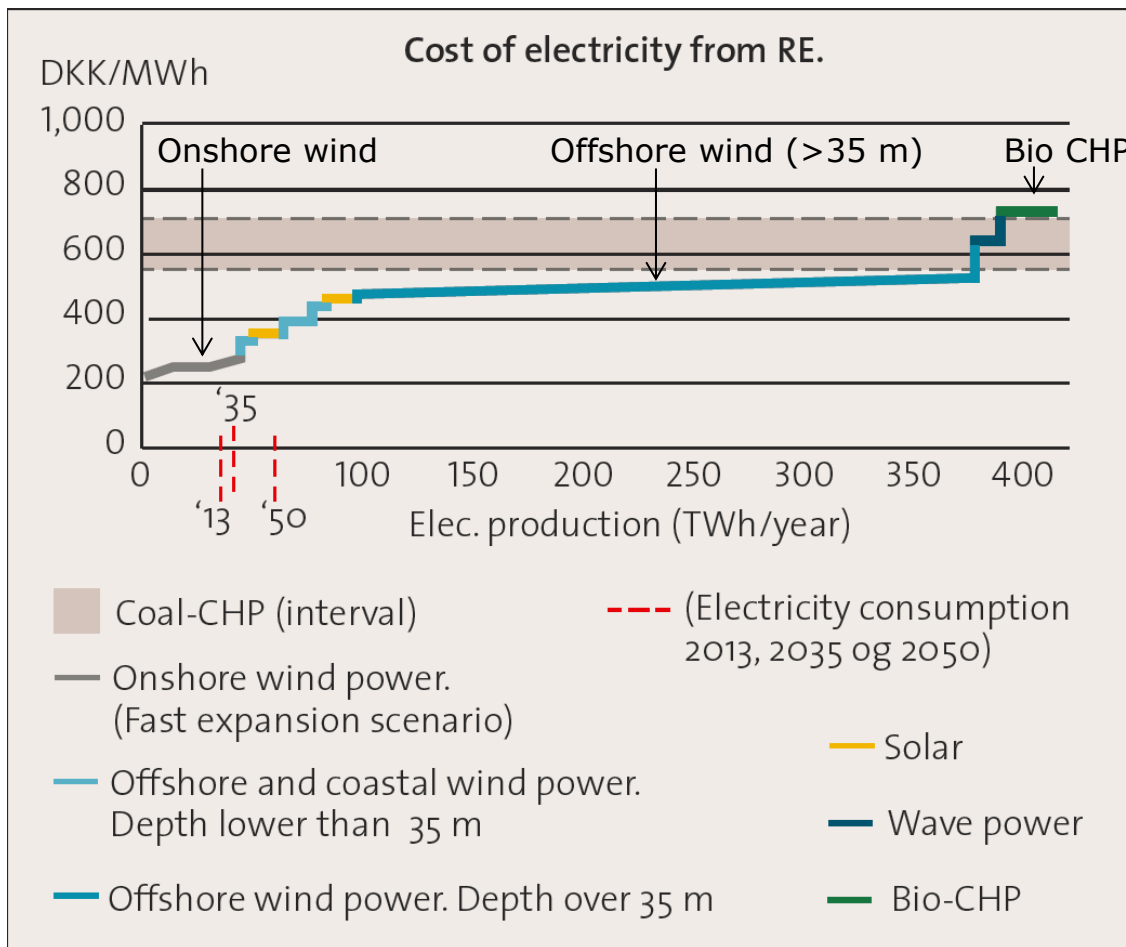 Cost of electricity from RE.
DKK/MWh
1,000
Onshore wind
Offshore wind (>35 m)
Bio CHP
800
600
400
200
‘35
0
0
100
150
200
250
300
350
400
‘13
‘50
Elec. production (TWh/year)
Coal-CHP (interval)
(Electricity consumption
2013, 2035 og 2050)
Onshore wind power.
(Fast expansion scenario)
Solar
Offshore and coastal wind power.
Depth lower than 35 m
Wave power
Offshore wind power. Depth over 35 m
Bio-CHP